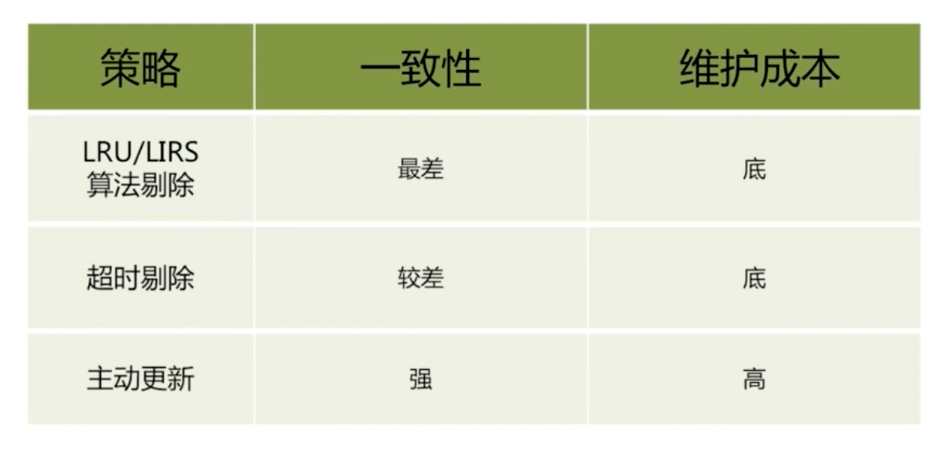 策略 一致性 维护成本
LRU/LIRS
算法剔除 最差 底
超时剔除 较差 底
主动更新 强 高